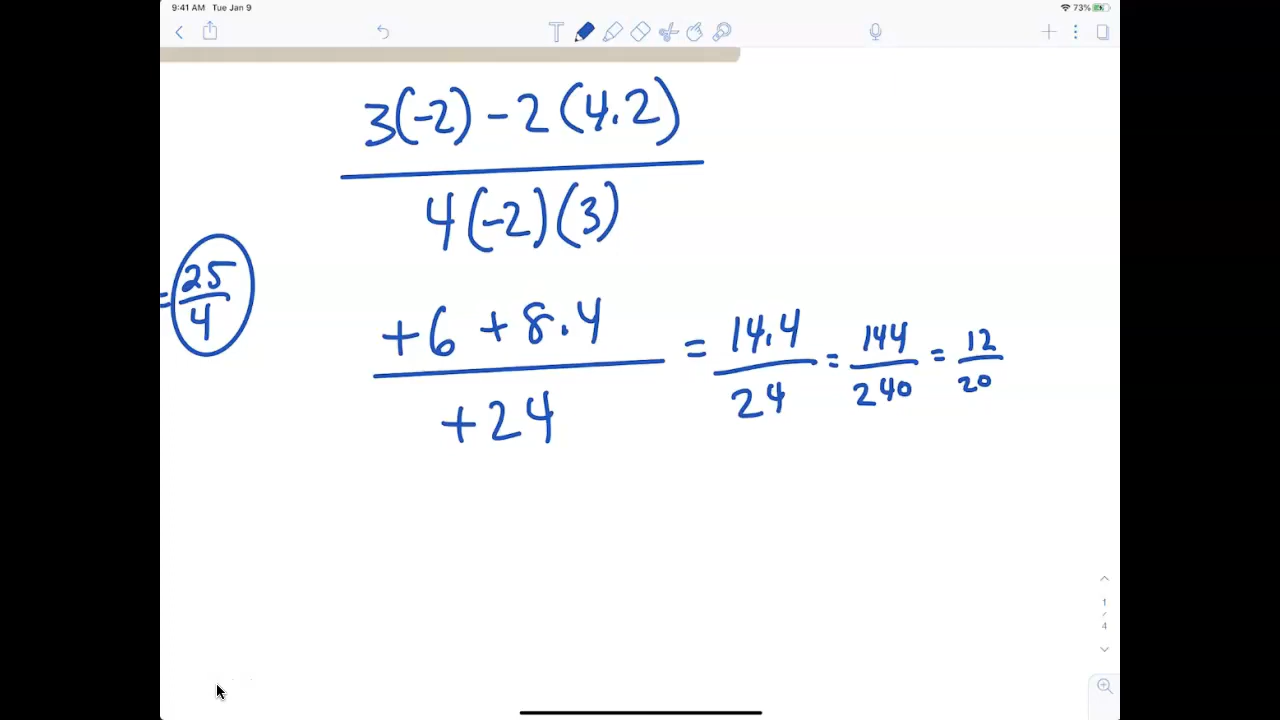 9:41 AM Tue Jan 9
73%
T
3(-2) - 2(4.2)
4(-2)(3)
= 25/4
+6 +8.4
+24
= 14.4/24 = 144/240 = 12/20
1
/
4